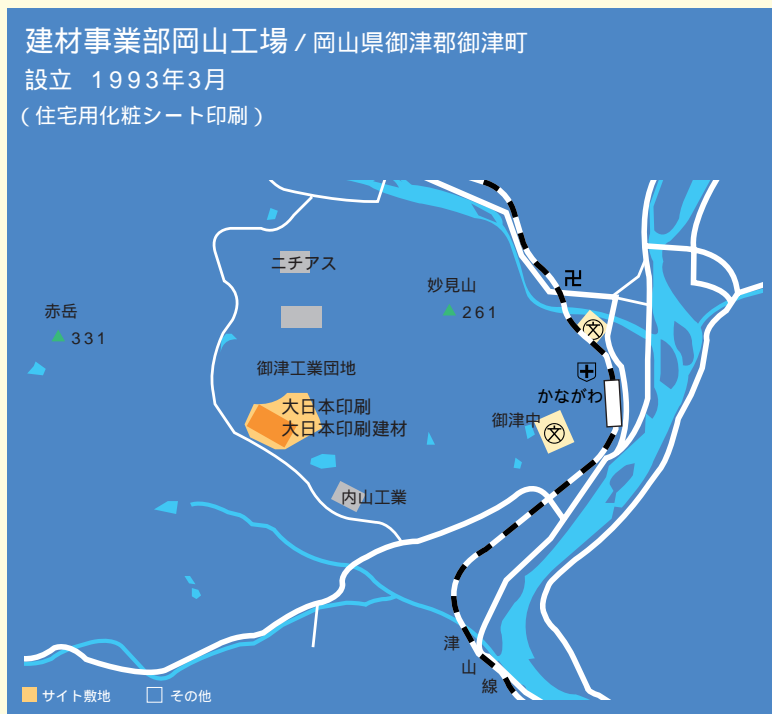 建材事業部岡山工場 / 岡山県御津郡御津町
設立 1993年3月
(住宅用化粧シート印刷)
ニチアス
卍
妙見山
261
赤岳
331
文
御津工業団地
かながわ
大日本印刷
御津中
大日本印刷建材
文
内山工業
津山線
サイト敷地
その他